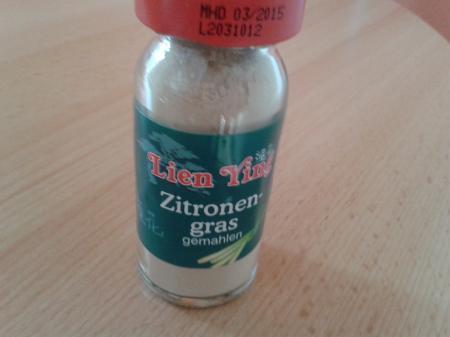 MHD 03/2015
L2031012
Lien Ying
Zitronen-
gras
gemahlen